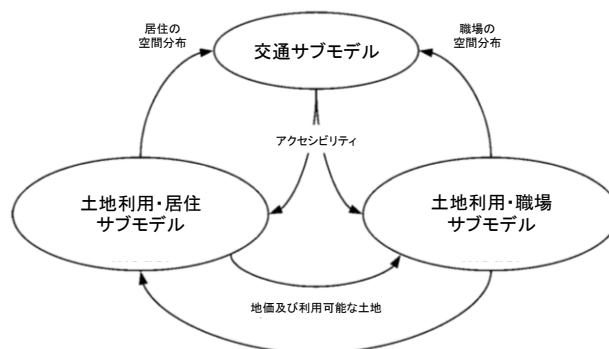 居住の
空間分布
交通サブモデル
職場の
空間分布
アクセシビリティ
土地利用・居住
サブモデル
土地利用・職場
サブモデル
地価及び利用可能な土地